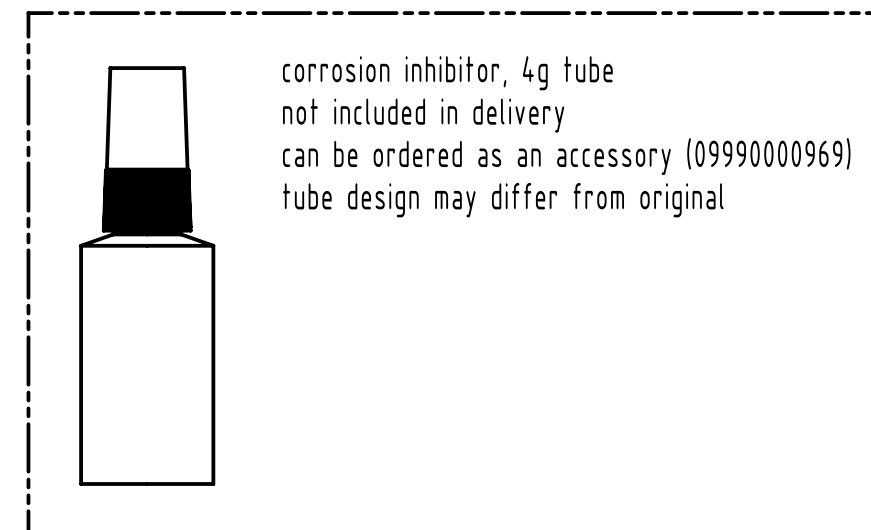 corrosion inhibitor, 4g tube
not included in delivery
can be ordered as an accessory (09990000969)
tube design may differ from original